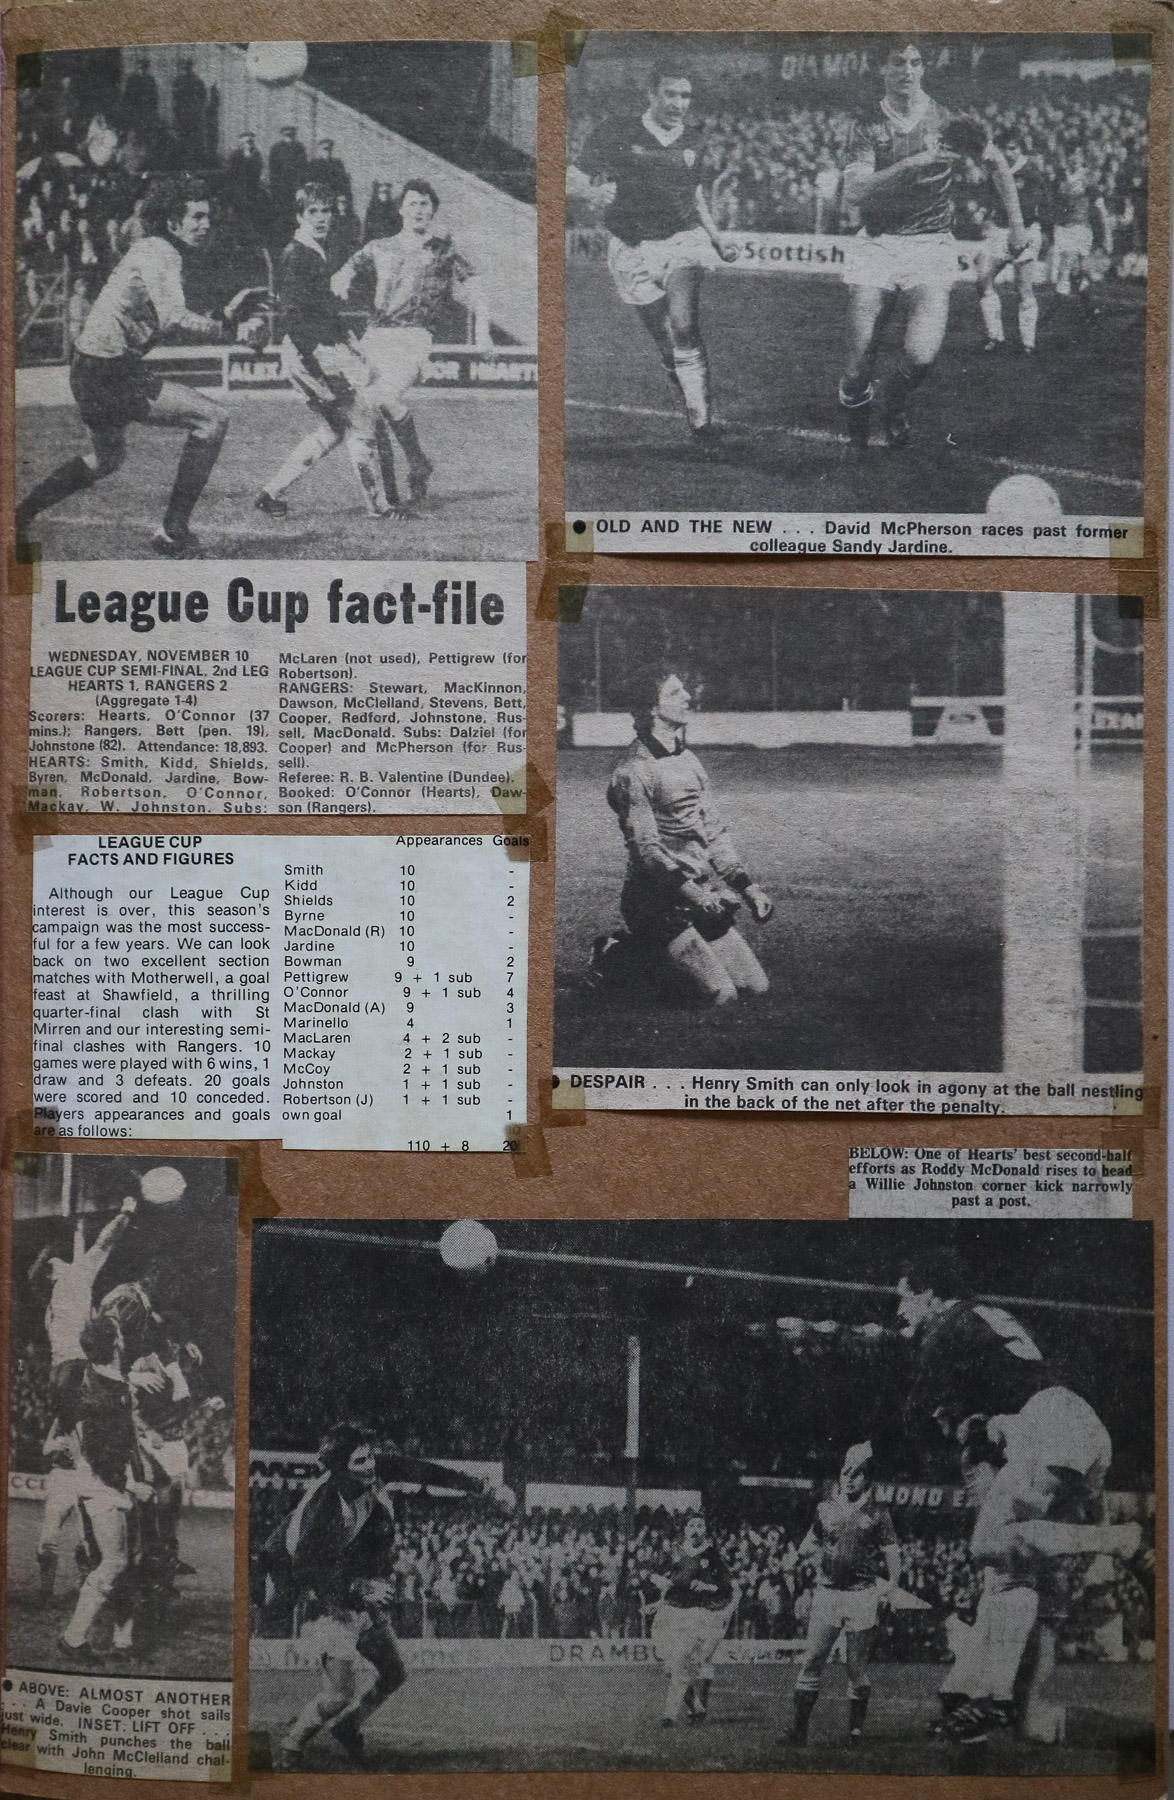 ALEXA
FOR HEARTS
League Cup fact-file
WEDNESDAY, NOVEMBER 10
LEAGUE CUP SEMI-FINAL, 2nd LEG
HEARTS 1, RANGERS 2
(Aggregate 1-4)
Scorers: Hearts, O'Connor (37
mins.); Rangers, Bett (pen. 19),
Johnstone (82). Attendance: 18,893.
HEARTS: Smith, Kidd, Shields,
Byren, McDonald, Jardine, Bow-
man, Robertson, O'Connor,
Mackay, W. Johnston. Subs:
McLaren (not used), Pettigrew (for
Robertson).
RANGERS: Stewart, MacKinnon,
Dawson, McClelland, Stevens, Bett,
Cooper, Redford, Johnstone, Rus-
sell, MacDonald. Subs: Dalziel (for
Cooper) and McPherson (for Rus-
sell).
Referee: R. B. Valentine (Dundee).
Booked: O'Connor (Hearts), Daw-
son (Rangers).
LEAGUE CUP
FACTS AND FIGURES
Although our League Cup
interest is over, this season's
campaign was the most success-
ful for a few years. We can look
back on two excellent section
matches with Motherwell, a goal
feast at Shawfield, a thrilling
quarter-final clash with St
Mirren and our interesting semi-
final clashes with Rangers. 10
games were played with 6 wins, 1
draw and 3 defeats. 20 goals
were scored and 10 conceded.
Players appearances and goals
are as follows:
Appearances Goals
Smith 10 -
Kidd 10 -
Shields 10 2
Byrne 10 -
MacDonald (R) 10 -
Jardine 10 -
Bowman 9 2
Pettigrew 9 + 1 sub 7
O'Connor 9 + 1 sub 4
MacDonald (A) 9 3
Marinello 4 1
MacLaren 4 + 2 sub -
Mackay 2 + 1 sub -
McCoy 2 + 1 sub -
Johnston 1 + 1 sub -
Robertson (J) 1 + 1 sub -
own goal 1
110 + 8 20
● ABOVE: ALMOST ANOTHER
. . . A Davie Cooper shot sails
just wide. INSET: LIFT OFF . . .
Henry Smith punches the ball
clear with John McClelland chal-
lenging.
Scottish
● OLD AND THE NEW . . . David McPherson races past former
colleague Sandy Jardine.
● DESPAIR . . . Henry Smith can only look in agony at the ball nestling
in the back of the net after the penalty.
BELOW: One of Hearts' best second-half
efforts as Roddy McDonald rises to head
a Willie Johnston corner kick narrowly
past a post.
MOND
DRAMBU